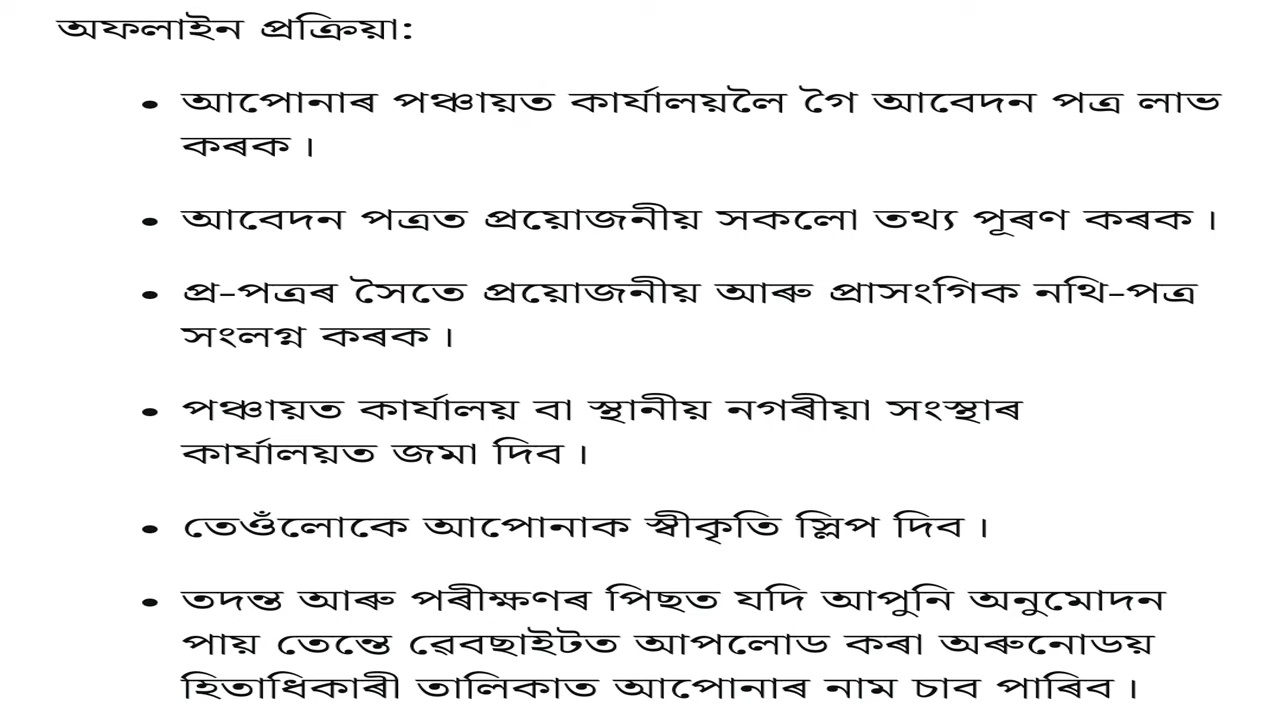 অফলাইন প্ৰক্ৰিয়া:
• আপোনাৰ পঞ্চায়ত কাৰ্যালয়লৈ গৈ আবেদন পত্ৰ লাভ
কৰক।
• আবেদন পত্ৰত প্ৰয়োজনীয় সকলো তথ্য পূৰণ কৰক।
• প্ৰ-পত্ৰৰ সৈতে প্ৰয়োজনীয় আৰু প্ৰাসংগিক নথি-পত্ৰ
সংলগ্ন কৰক।
• পঞ্চায়ত কাৰ্যালয় বা স্থানীয় নগৰীয়া সংস্থাৰ
কাৰ্যালয়ত জমা দিব।
• তেওঁলোকে আপোনাক স্বীকৃতি স্লিপ দিব।
• তদন্ত আৰু পৰীক্ষণৰ পিছত যদি আপুনি অনুমোদন
পায় তেন্তে ৱেবছাইটত আপলোড কৰা অৰুনোডয়
হিতাধিকাৰী তালিকাত আপোনাৰ নাম চাব পাৰিব।